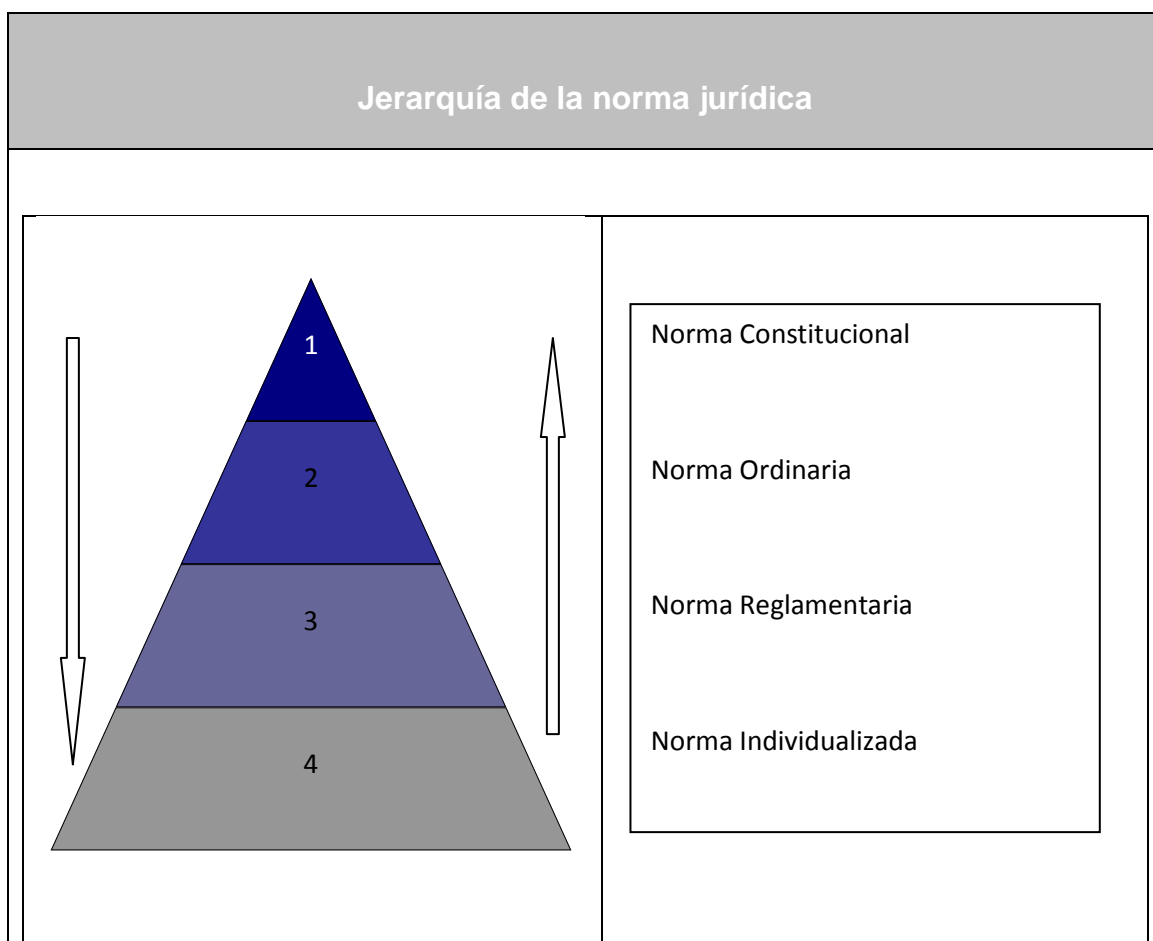 Jerarquía de la norma jurídica
1
2
3
4
Norma Constitucional
Norma Ordinaria
Norma Reglamentaria
Norma Individualizada